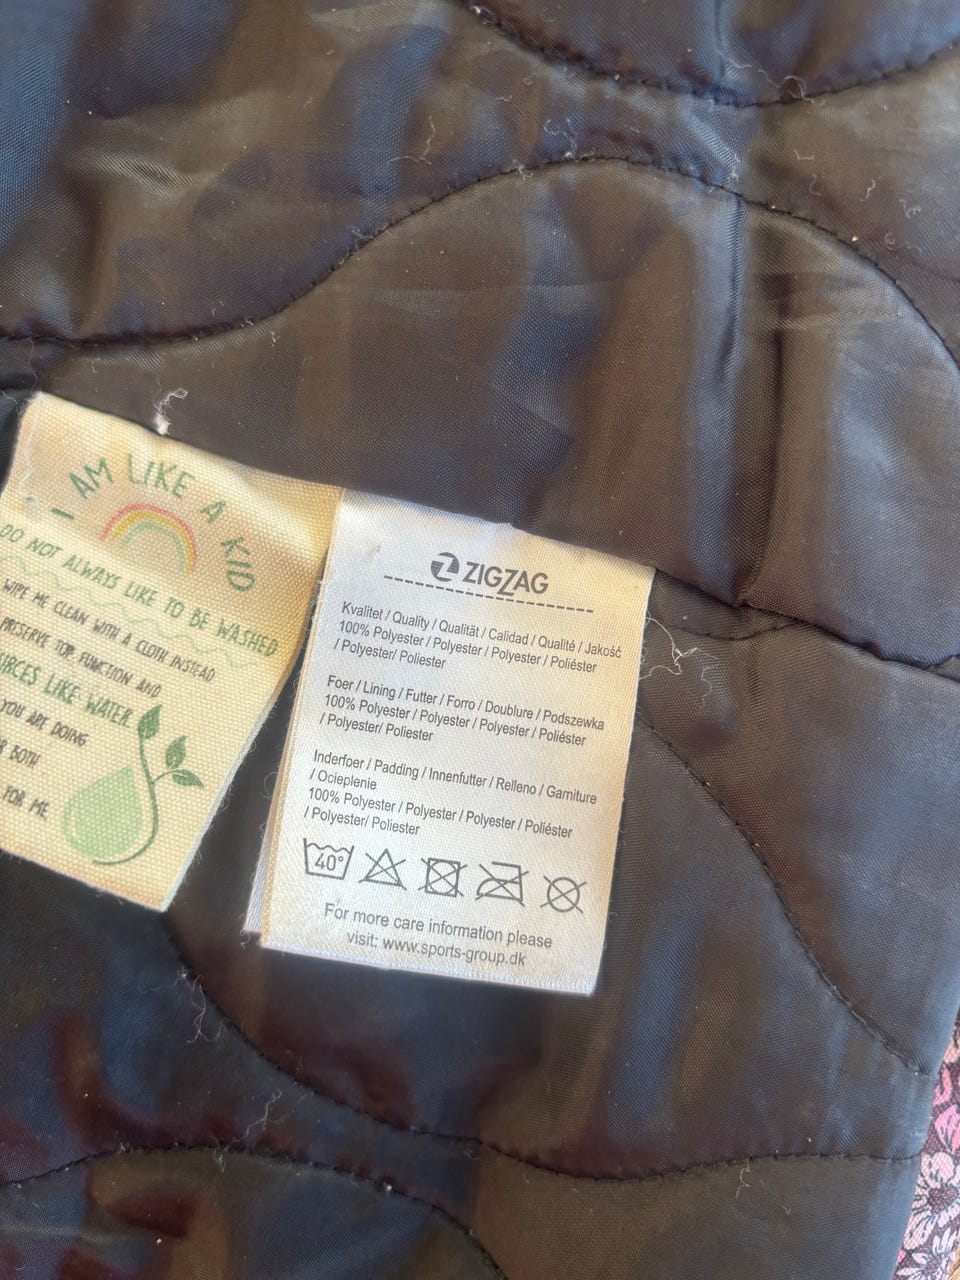 I AM LIKE A KID
DO NOT ALWAYS LIKE TO BE WASHED
WIPE ME CLEAN WITH A CLOTH INSTEAD
PRESERVE TOP FUNCTION AND
LIKE WATER
YOU ARE DOING
BOTH
FOR ME
ZIGZAG
Kvalitet / Quality / Qualität / Calidad / Qualité / Jakość
100% Polyester / Polyester / Polyester / Poliéster
/ Polyester/ Poliester
Foer / Lining / Futter / Forro / Doublure / Podszewka
100% Polyester / Polyester / Polyester / Poliéster
/ Polyester/ Poliester
Inderfoer / Padding / Innenfutter / Relleno / Garniture
/ Ocieplenie
100% Polyester / Polyester / Polyester / Poliéster
/ Polyester/ Poliester
40°
For more care information please
visit: www.sports-group.dk